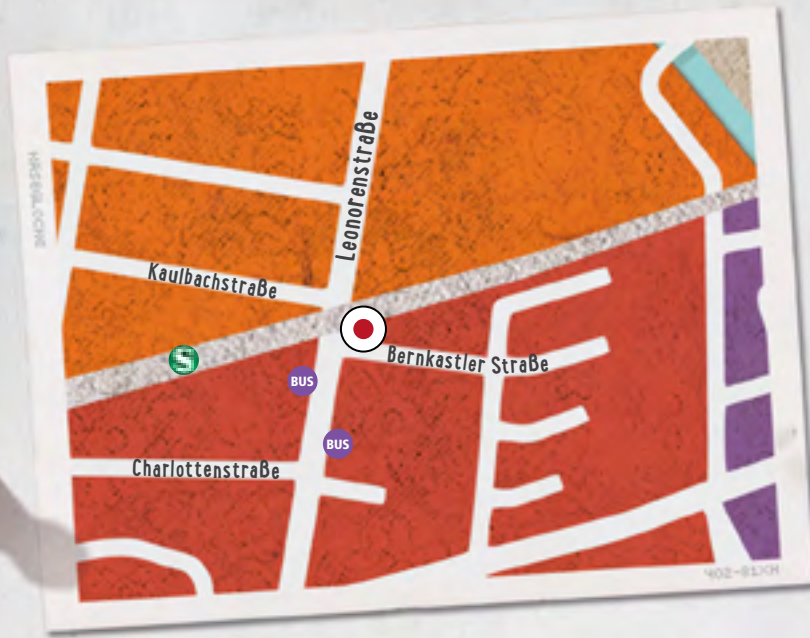 Leonorenstraße
Kaulbachstraße
S
Bernkastler Straße
BUS
BUS
Charlottenstraße